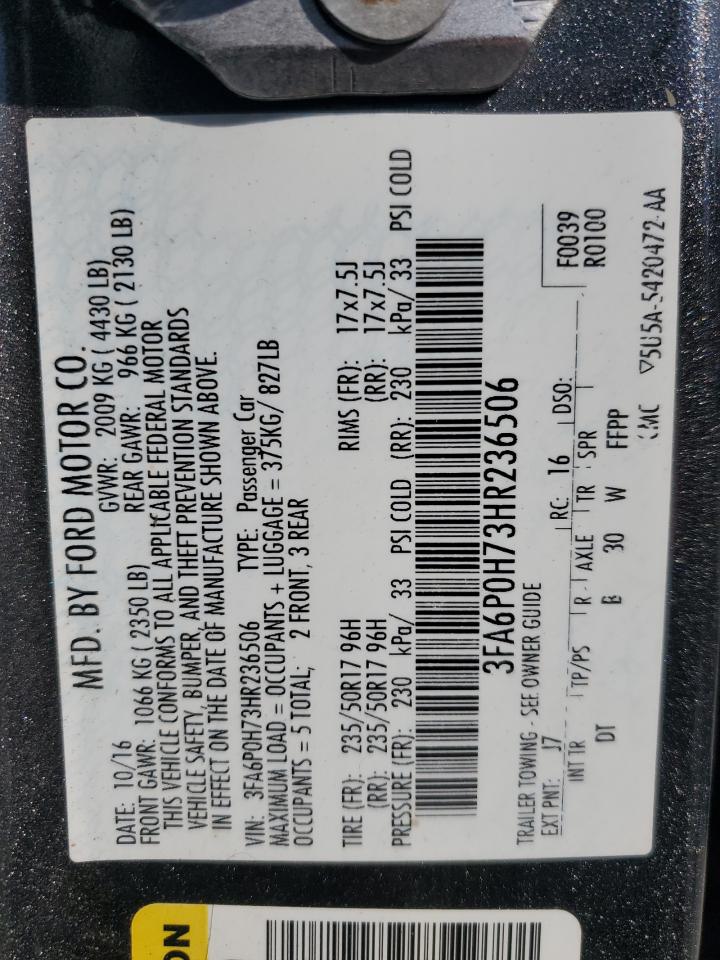 MFD. BY FORD MOTOR CO.
DATE: 10/16 GVWR: 2009 KG ( 4430 LB)
FRONT GAWR: 1066 KG ( 2350 LB) REAR GAWR: 966 KG ( 2130 LB)
THIS VEHICLE CONFORMS TO ALL APPLICABLE FEDERAL MOTOR
VEHICLE SAFETY, BUMPER, AND THEFT PREVENTION STANDARDS
IN EFFECT ON THE DATE OF MANUFACTURE SHOWN ABOVE.
VIN: 3FA6P0H73HR236506 TYPE: Passenger Car
MAXIMUM LOAD = OCCUPANTS + LUGGAGE = 375KG/ 827LB
OCCUPANTS = 5 TOTAL; 2 FRONT, 3 REAR
TIRE (FR): 235/50R17 96H RIMS (FR): 17x7.5J
(RR): 235/50R17 96H (RR): 17x7.5J
PRESSURE (FR): 230 kPa/ 33 PSI COLD (RR): 230 kPa/ 33 PSI COLD
3FA6P0H73HR236506
F0039
R0100
TRAILER TOWING - SEE OWNER GUIDE
EXT PNT: J7 RC: 16 DSO:
INT TR TP/PS R AXLE TR SPR
DT B 30 W FFPP
5U5A-5420472-AA
ON